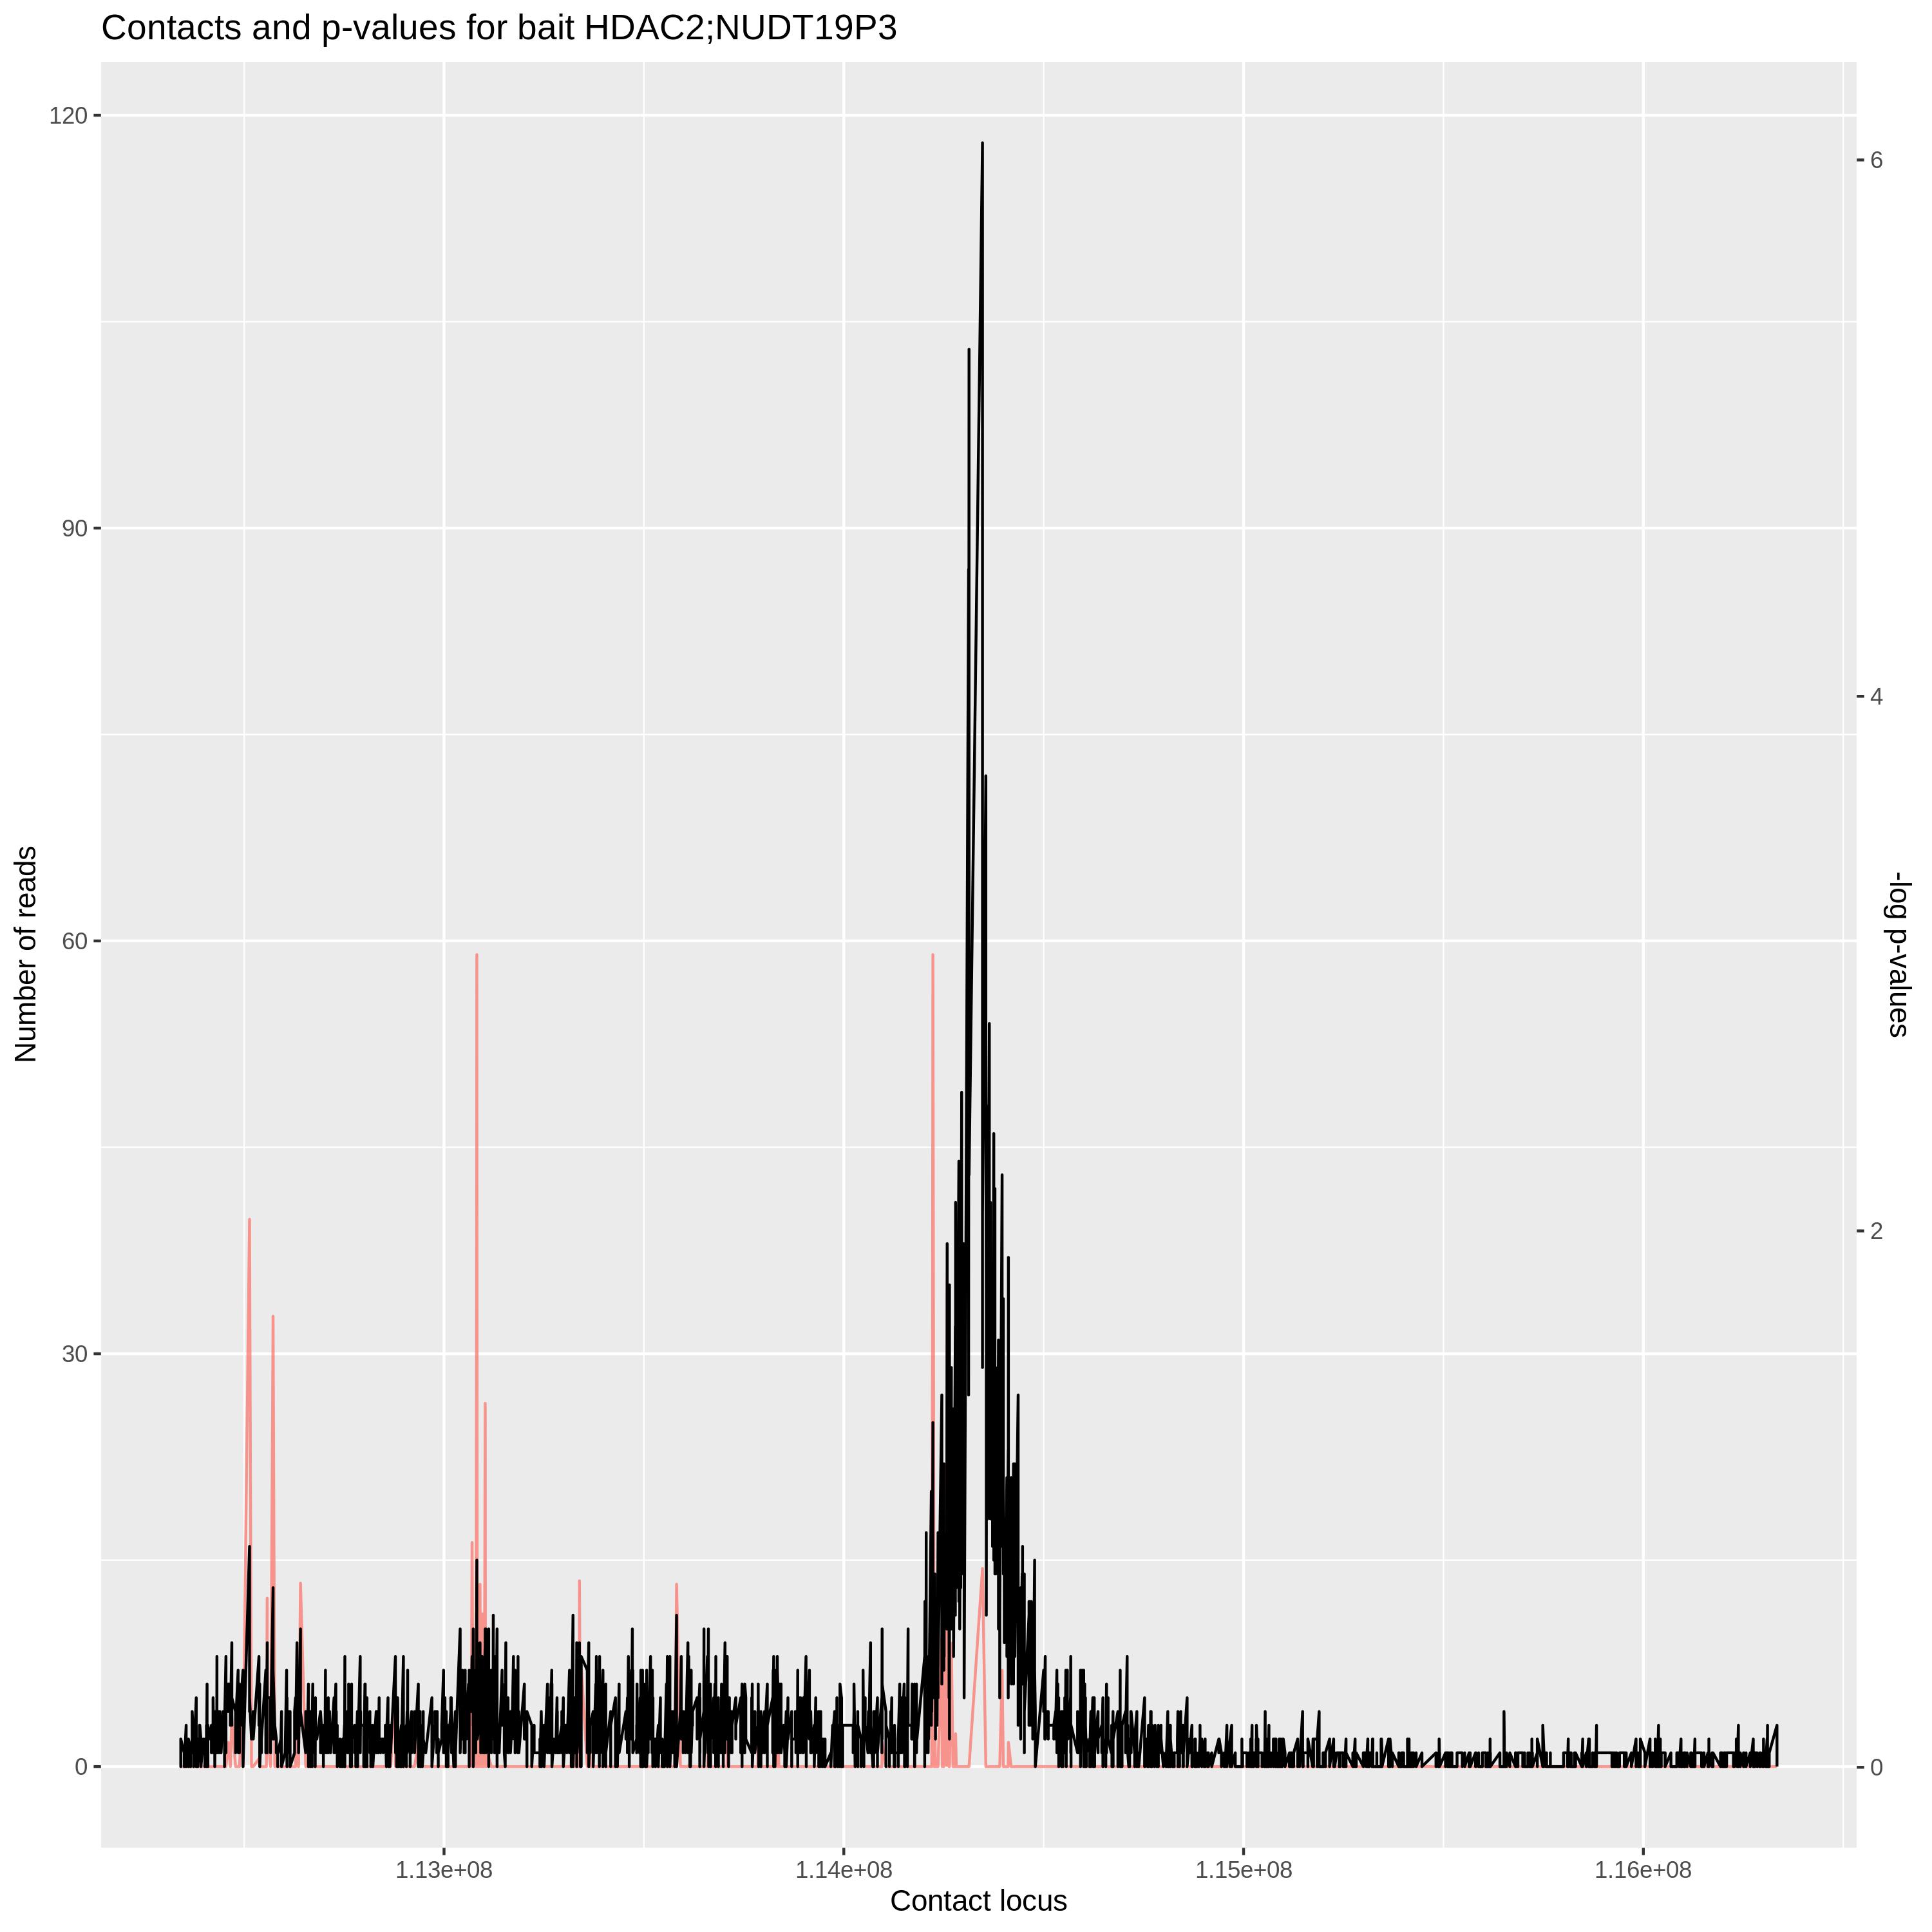 Contacts and p-values for bait HDAC2;NUDT19P3
120
90
60
30
0
Number of reads
6
4
2
0
-log p-values
1.13e+08
1.14e+08
1.15e+08
1.16e+08
Contact locus